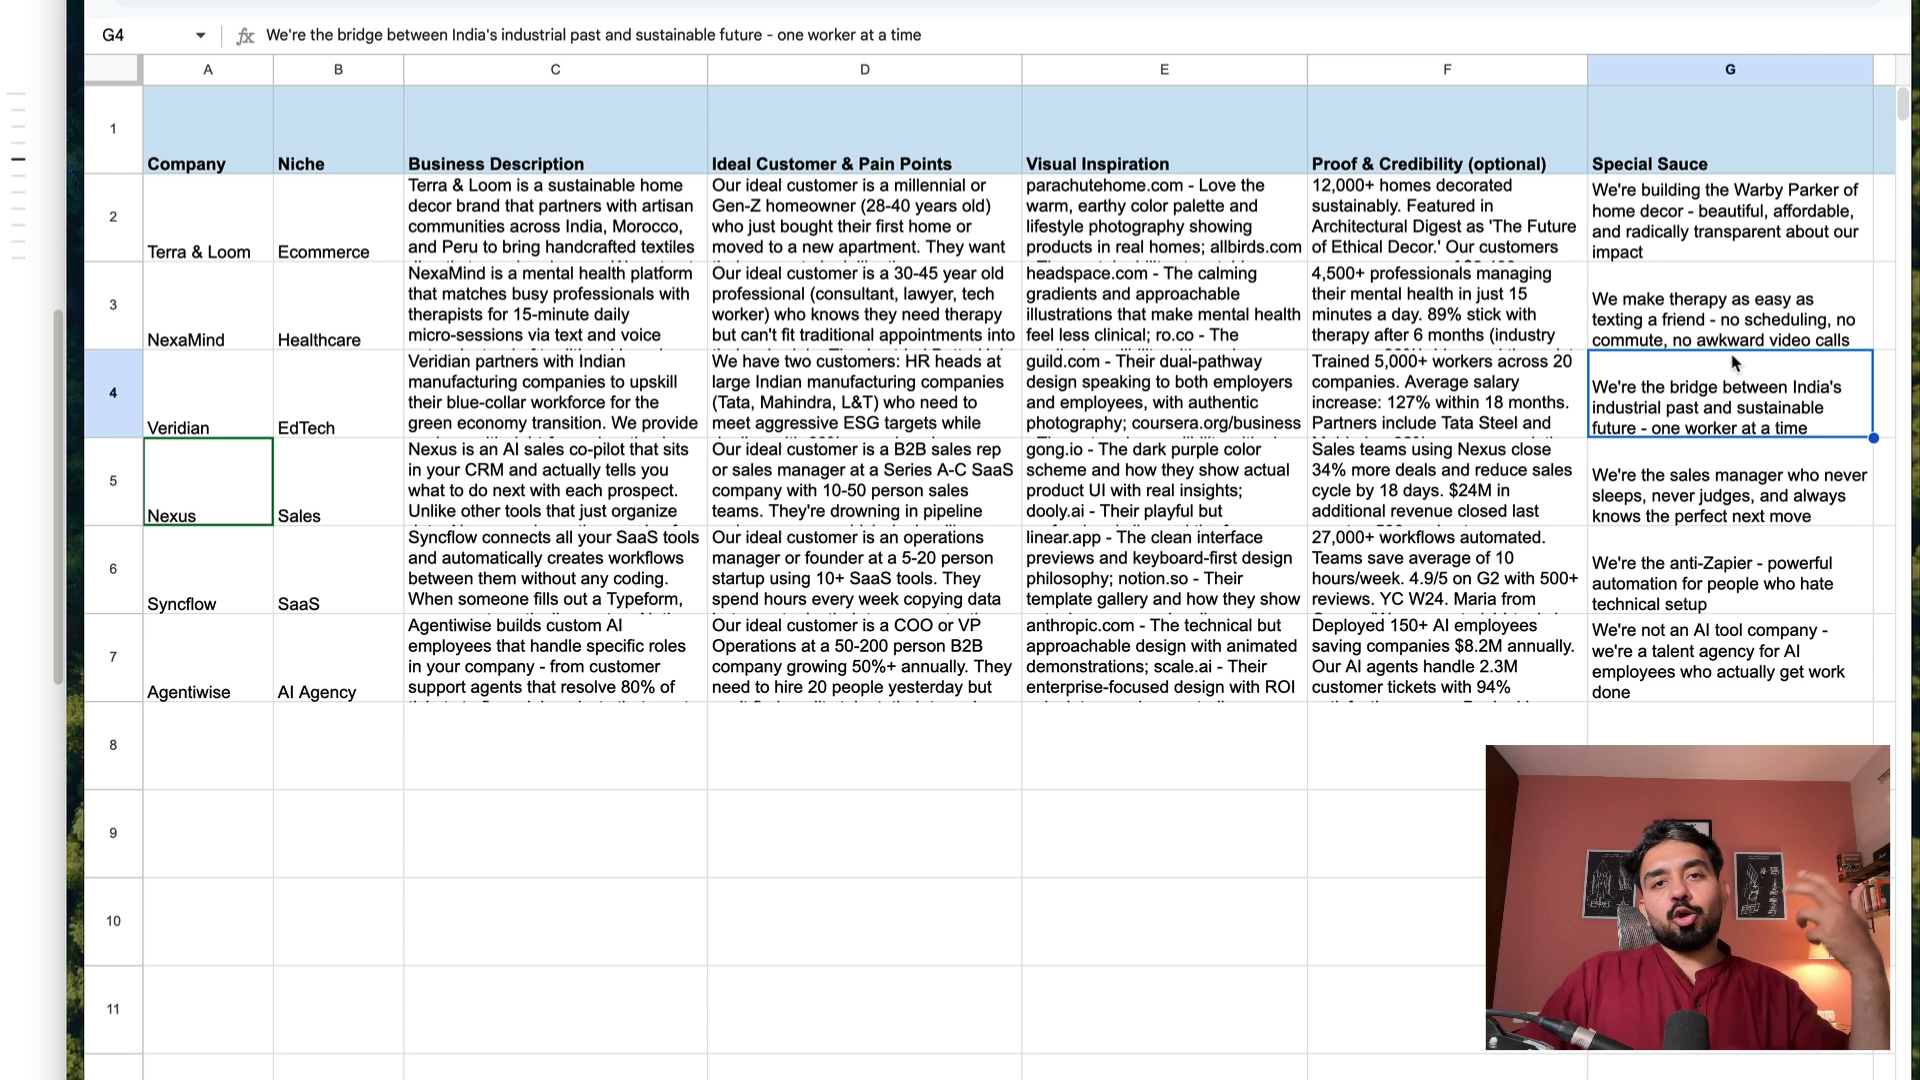 G4
fx We're the bridge between India's industrial past and sustainable future - one worker at a time
A B C D E F G
1
Company Niche Business Description Ideal Customer & Pain Points Visual Inspiration Proof & Credibility (optional) Special Sauce
2
Terra & Loom
Ecommerce
Terra & Loom is a sustainable home
decor brand that partners with artisan
communities across India, Morocco,
and Peru to bring handcrafted textiles
Our ideal customer is a millennial or
Gen-Z homeowner (28-40 years old)
who just bought their first home or
moved to a new apartment. They want
parachutehome.com - Love the
warm, earthy color palette and
lifestyle photography showing
products in real homes; allbirds.com
12,000+ homes decorated
sustainably. Featured in
Architectural Digest as 'The Future
of Ethical Decor.' Our customers
We're building the Warby Parker of
home decor - beautiful, affordable,
and radically transparent about our
impact
3
NexaMind
Healthcare
NexaMind is a mental health platform
that matches busy professionals with
therapists for 15-minute daily
micro-sessions via text and voice
Our ideal customer is a 30-45 year old
professional (consultant, lawyer, tech
worker) who knows they need therapy
but can't fit traditional appointments into
headspace.com - The calming
gradients and approachable
illustrations that make mental health
feel less clinical; ro.co - The
4,500+ professionals managing
their mental health in just 15
minutes a day. 89% stick with
therapy after 6 months (industry
We make therapy as easy as
texting a friend - no scheduling, no
commute, no awkward video calls
4
Veridian
EdTech
Veridian partners with Indian
manufacturing companies to upskill
their blue-collar workforce for the
green economy transition. We provide
We have two customers: HR heads at
large Indian manufacturing companies
(Tata, Mahindra, L&T) who need to
meet aggressive ESG targets while
guild.com - Their dual-pathway
design speaking to both employers
and employees, with authentic
photography; coursera.org/business
Trained 5,000+ workers across 20
companies. Average salary
increase: 127% within 18 months.
Partners include Tata Steel and
We're the bridge between India's
industrial past and sustainable
future - one worker at a time
5
Nexus
Sales
Nexus is an AI sales co-pilot that sits
in your CRM and actually tells you
what to do next with each prospect.
Unlike other tools that just organize
Our ideal customer is a B2B sales rep
or sales manager at a Series A-C SaaS
company with 10-50 person sales
teams. They're drowning in pipeline
gong.io - The dark purple color
scheme and how they show actual
product UI with real insights;
dooly.ai - Their playful but
Sales teams using Nexus close
34% more deals and reduce sales
cycle by 18 days. $24M in
additional revenue closed last
We're the sales manager who never
sleeps, never judges, and always
knows the perfect next move
6
Syncflow
SaaS
Syncflow connects all your SaaS tools
and automatically creates workflows
between them without any coding.
When someone fills out a Typeform,
Our ideal customer is an operations
manager or founder at a 5-20 person
startup using 10+ SaaS tools. They
spend hours every week copying data
linear.app - The clean interface
previews and keyboard-first design
philosophy; notion.so - Their
template gallery and how they show
27,000+ workflows automated.
Teams save average of 10
hours/week. 4.9/5 on G2 with 500+
reviews. YC W24. Maria from
We're the anti-Zapier - powerful
automation for people who hate
technical setup
7
Agentiwise
AI Agency
Agentiwise builds custom AI
employees that handle specific roles
in your company - from customer
support agents that resolve 80% of
Our ideal customer is a COO or VP
Operations at a 50-200 person B2B
company growing 50%+ annually. They
need to hire 20 people yesterday but
anthropic.com - The technical but
approachable design with animated
demonstrations; scale.ai - Their
enterprise-focused design with ROI
Deployed 150+ AI employees
saving companies $8.2M annually.
Our AI agents handle 2.3M
customer tickets with 94%
We're not an AI tool company -
we're a talent agency for AI
employees who actually get work
done
8
9
10
11